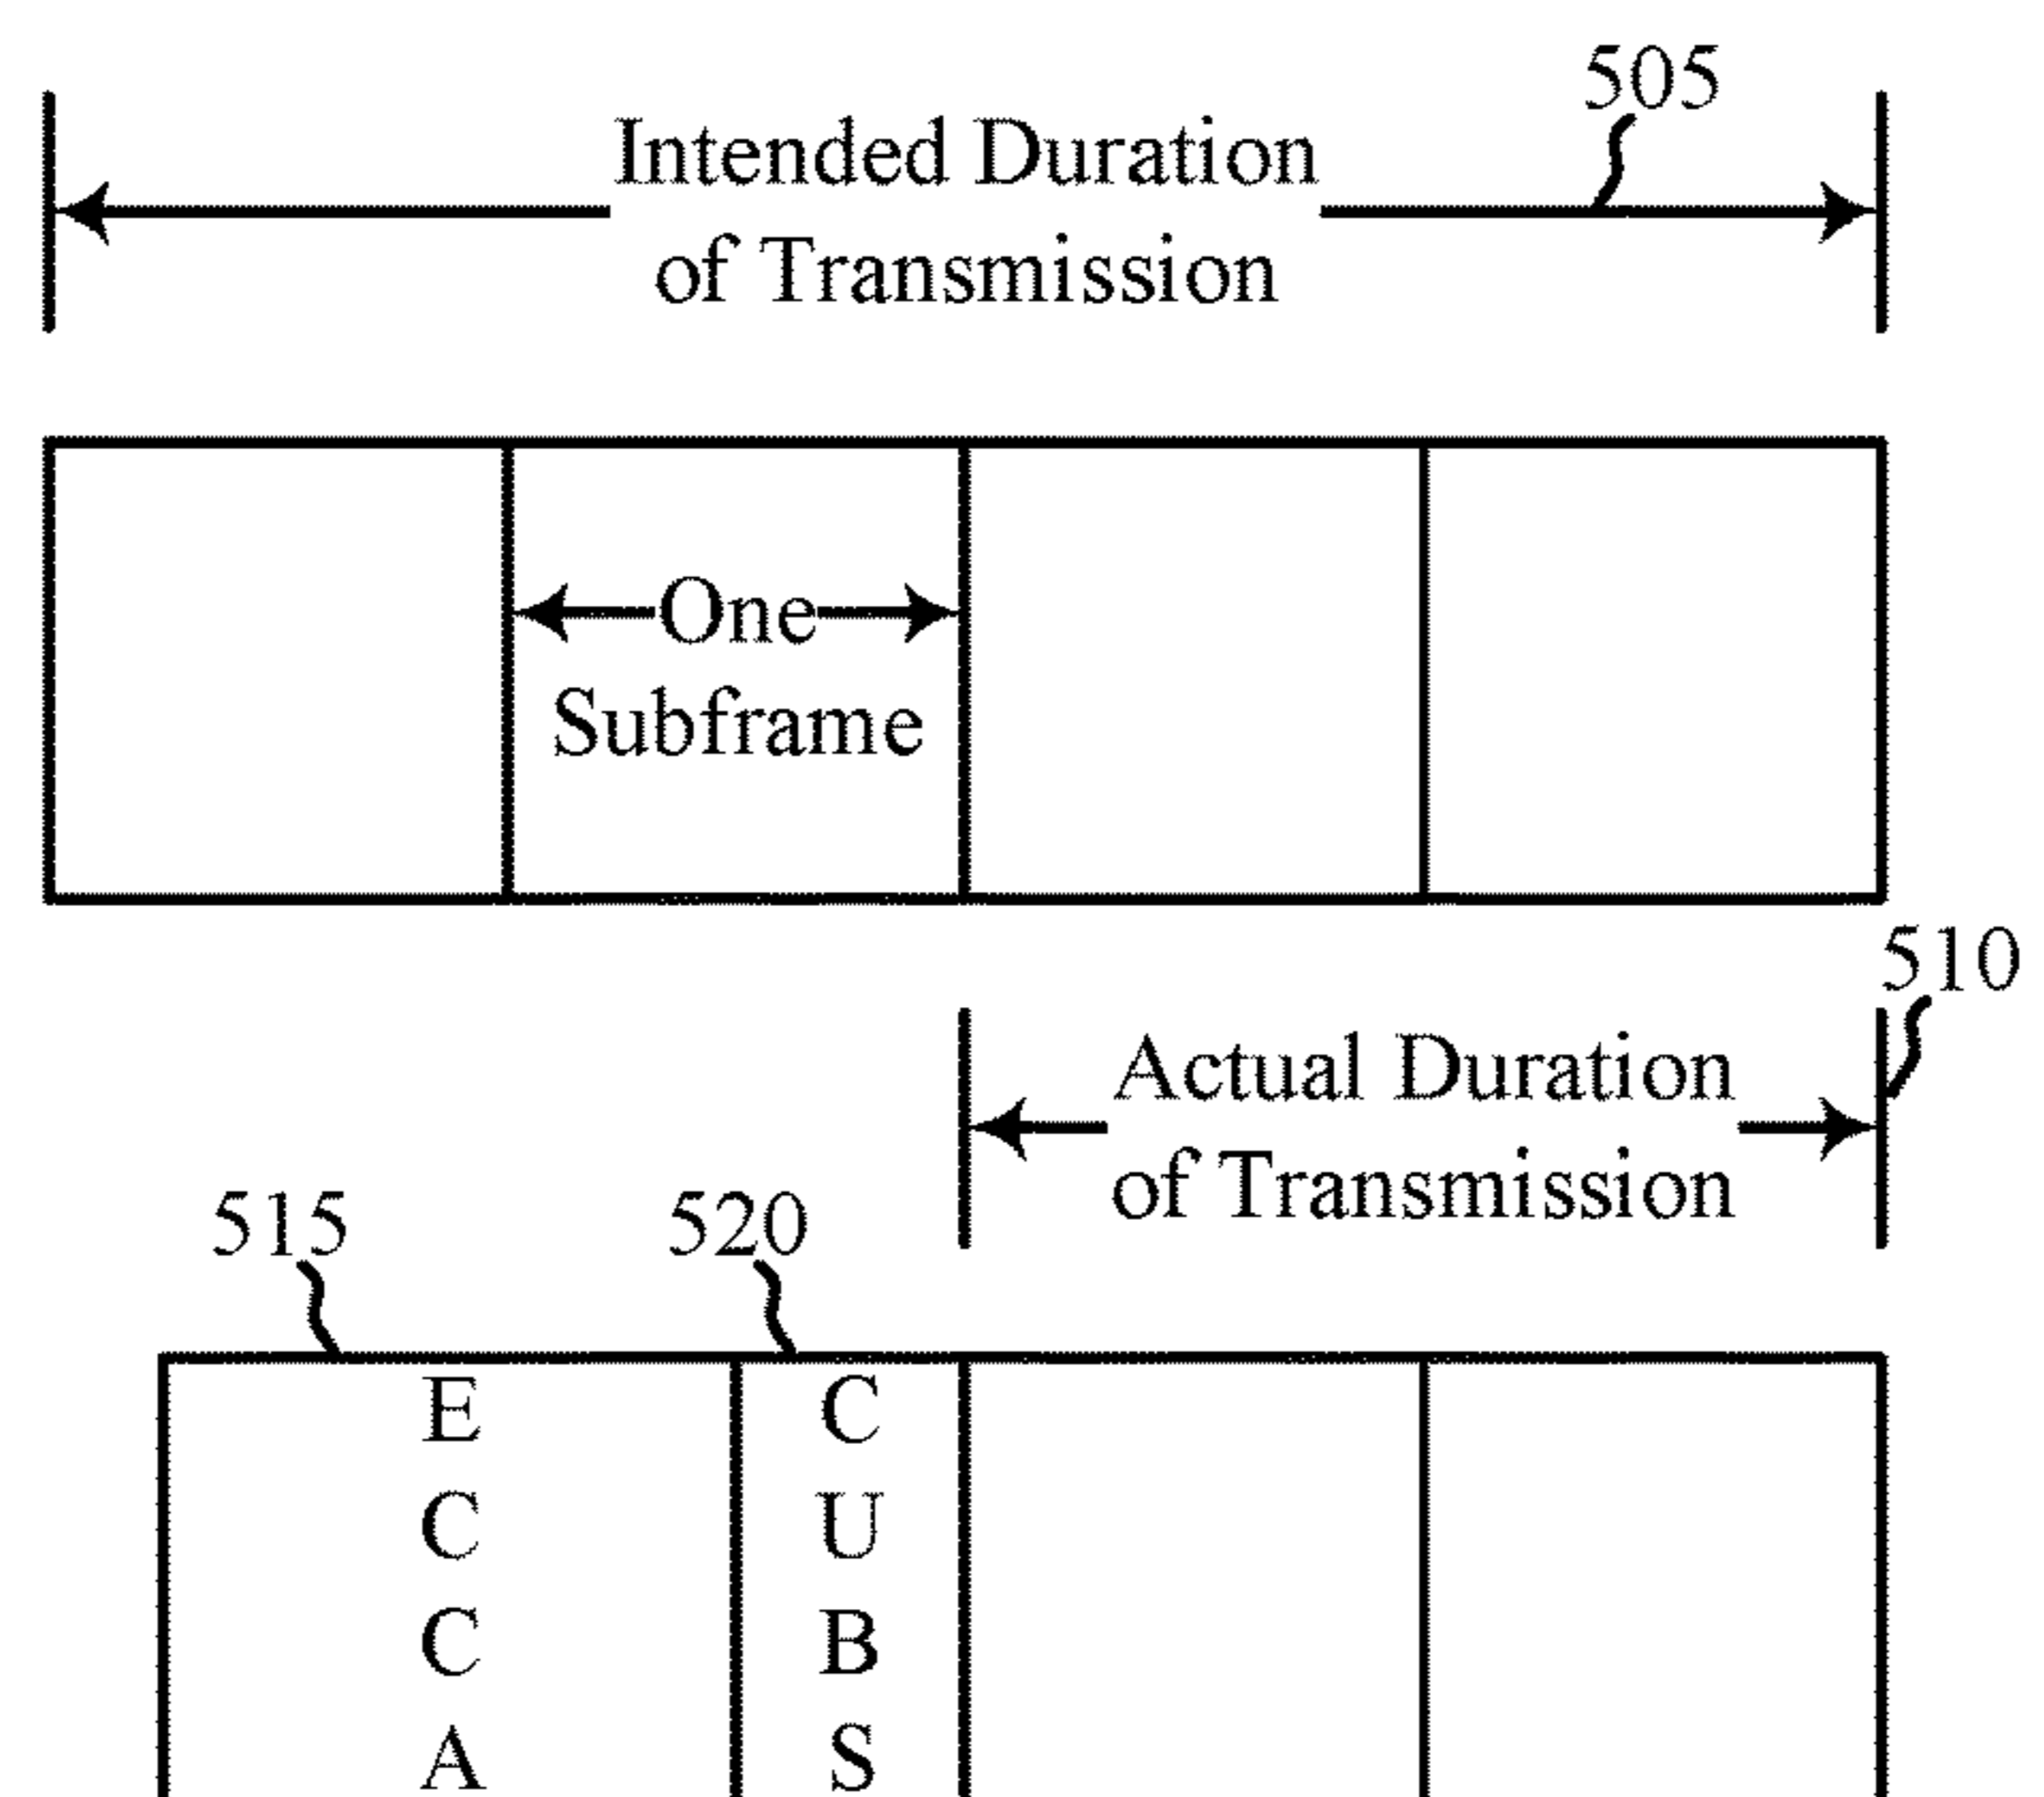 505
Intended Duration
of Transmission
One
Subframe
510
Actual Duration
of Transmission
515
520
E
C
C
A
C
U
B
S